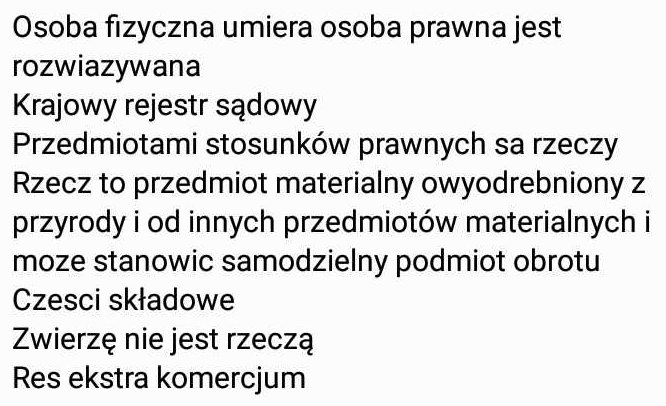 Osoba fizyczna umiera osoba prawna jest
rozwiazywana
Krajowy rejestr sądowy
Przedmiotami stosunków prawnych sa rzeczy
Rzecz to przedmiot materialny owyodrebniony z
przyrody i od innych przedmiotów materialnych i
moze stanowic samodzielny podmiot obrotu
Czesci składowe
Zwierzę nie jest rzeczą
Res ekstra komercjum